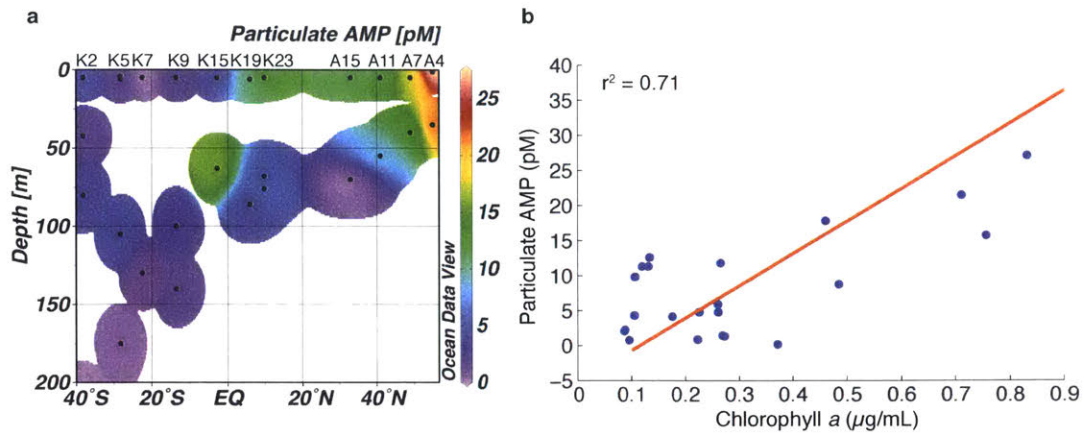 a
Particulate AMP [pM]
K2 K5 K7 K9 K15 K19 K23 A15 A11 A7 A4
0
50
100
150
200
Depth [m]
40°S 20°S EQ 20°N 40°N
25
20
15
10
5
0
Ocean Data View
b
r² = 0.71
40
35
30
25
20
15
10
5
0
−5
Particulate AMP (pM)
0 0.1 0.2 0.3 0.4 0.5 0.6 0.7 0.8 0.9
Chlorophyll a (µg/mL)